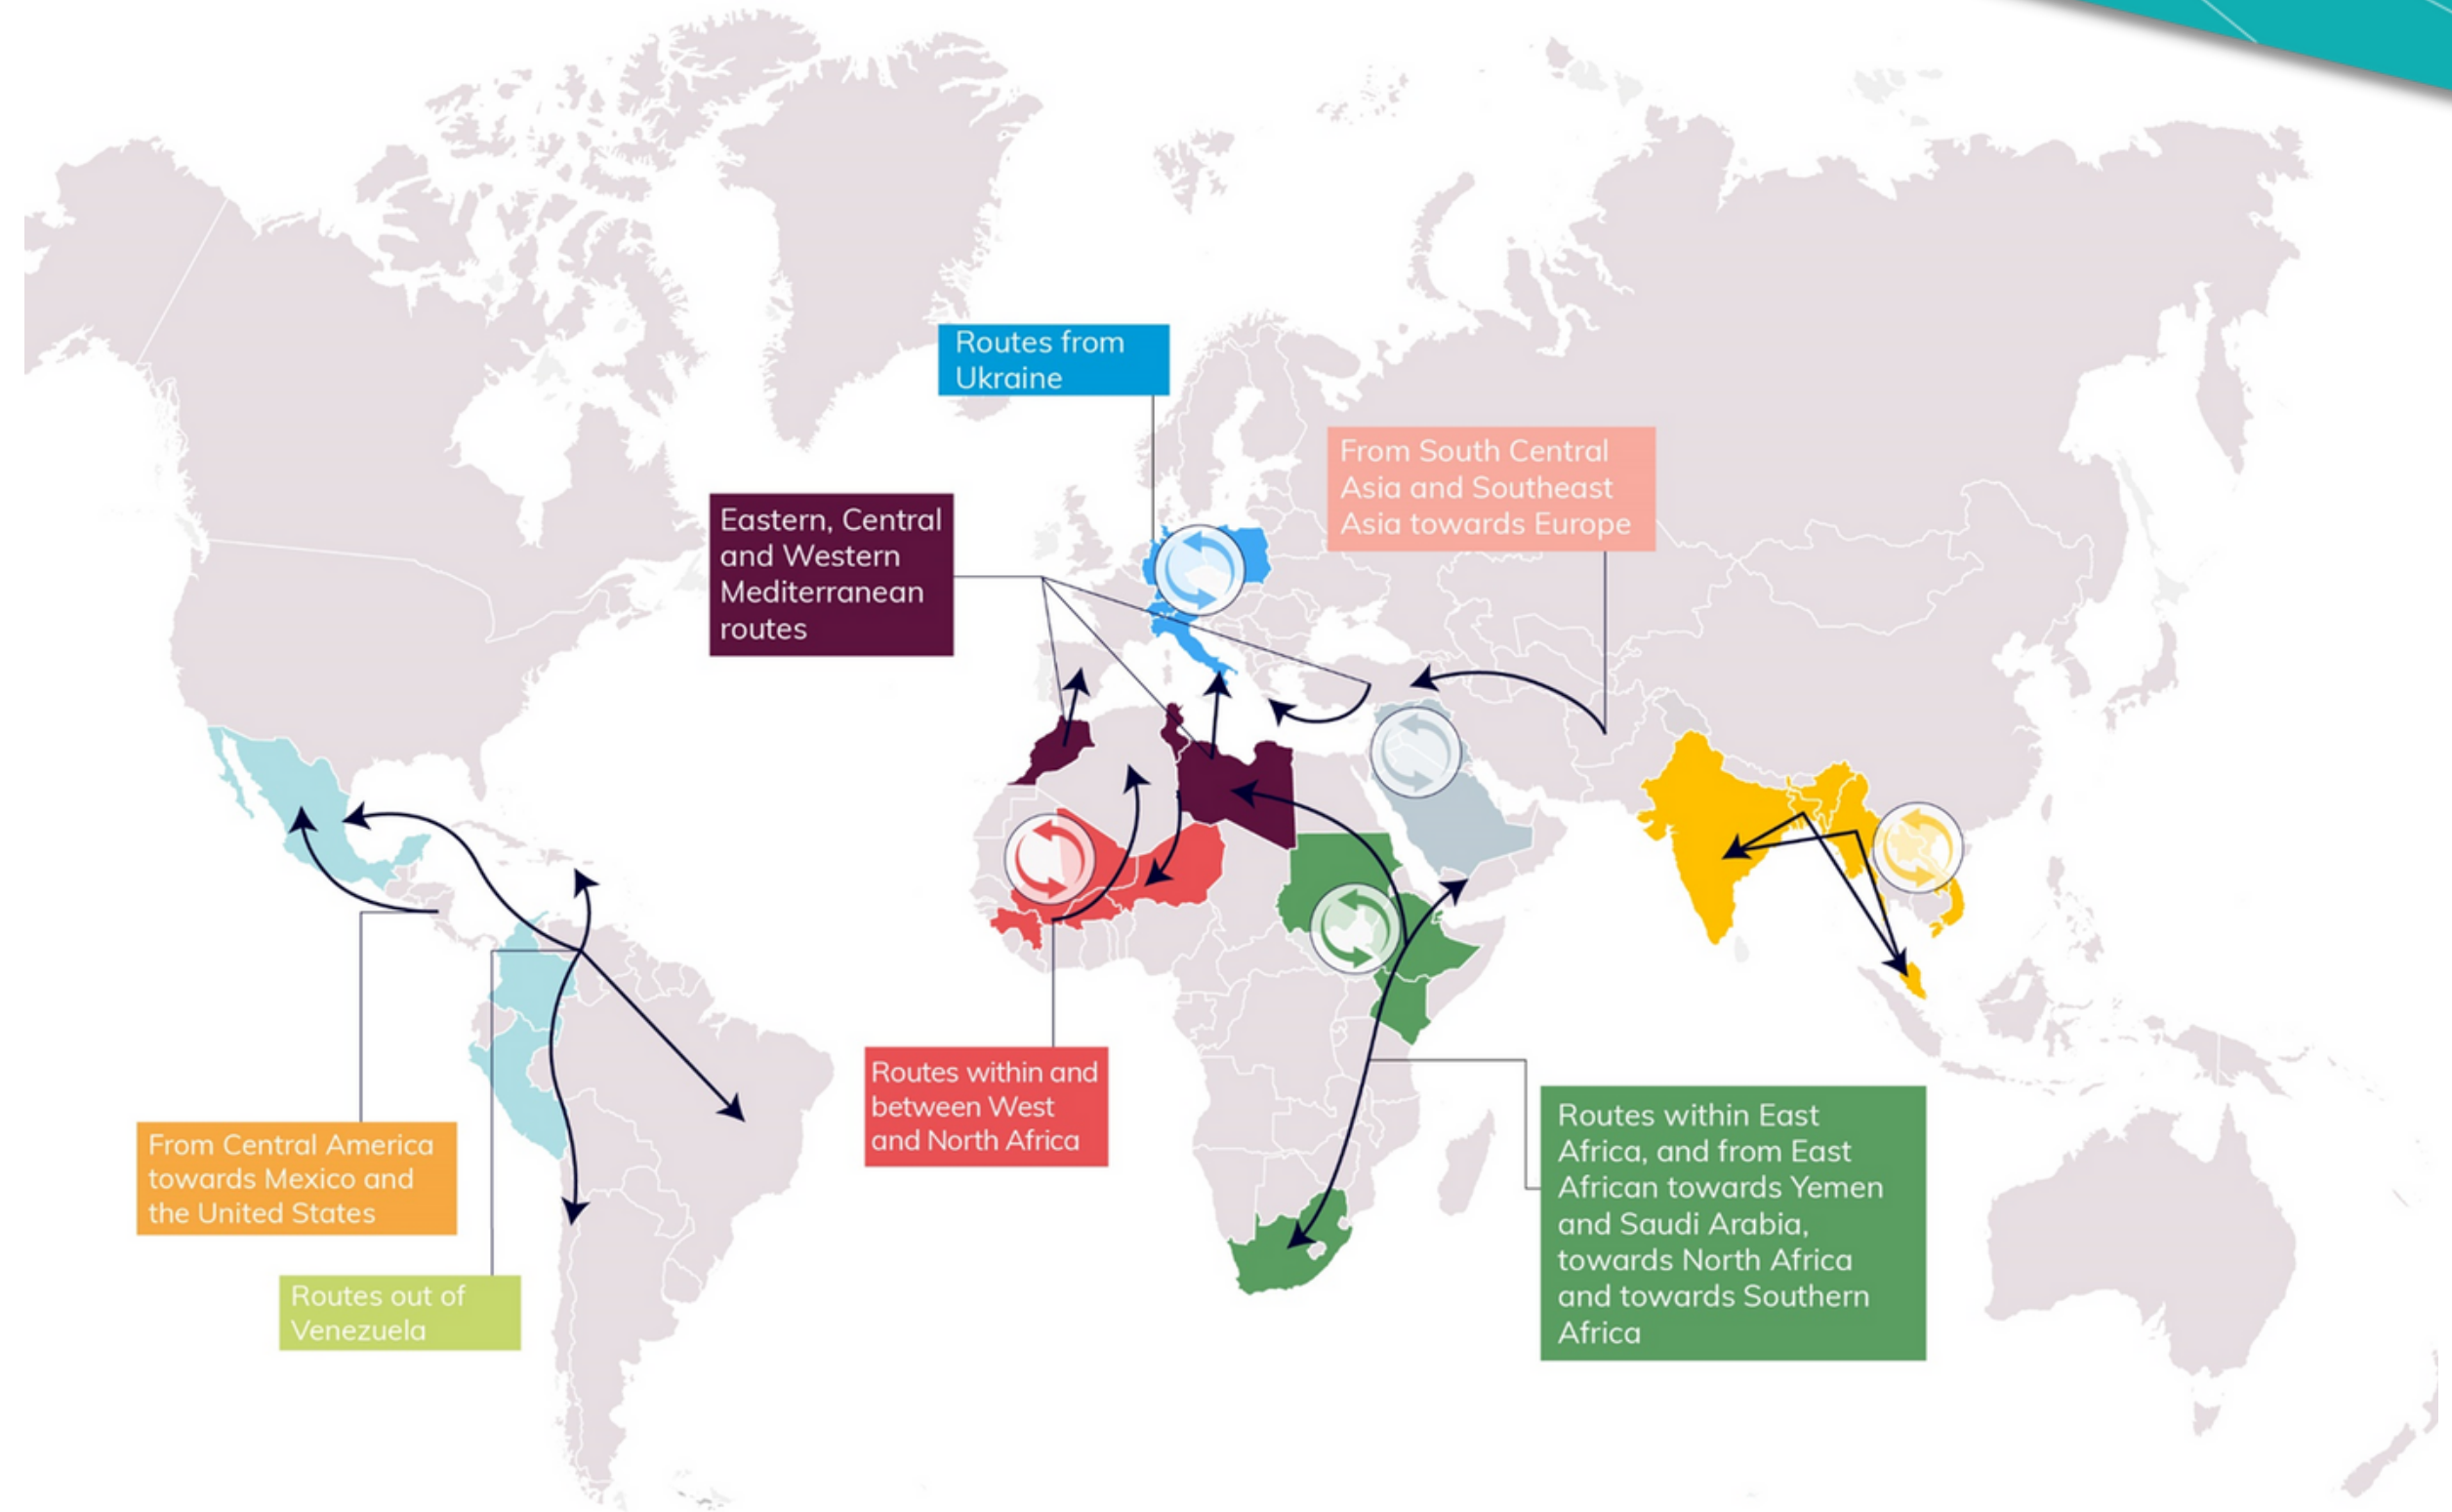 Routes from
Ukraine
From South Central
Asia and Southeast
Asia towards Europe
Eastern, Central
and Western
Mediterranean
routes
Routes within and
between West
and North Africa
From Central America
towards Mexico and
the United States
Routes out of
Venezuela
Routes within East
Africa, and from East
African towards Yemen
and Saudi Arabia,
towards North Africa
and towards Southern
Africa